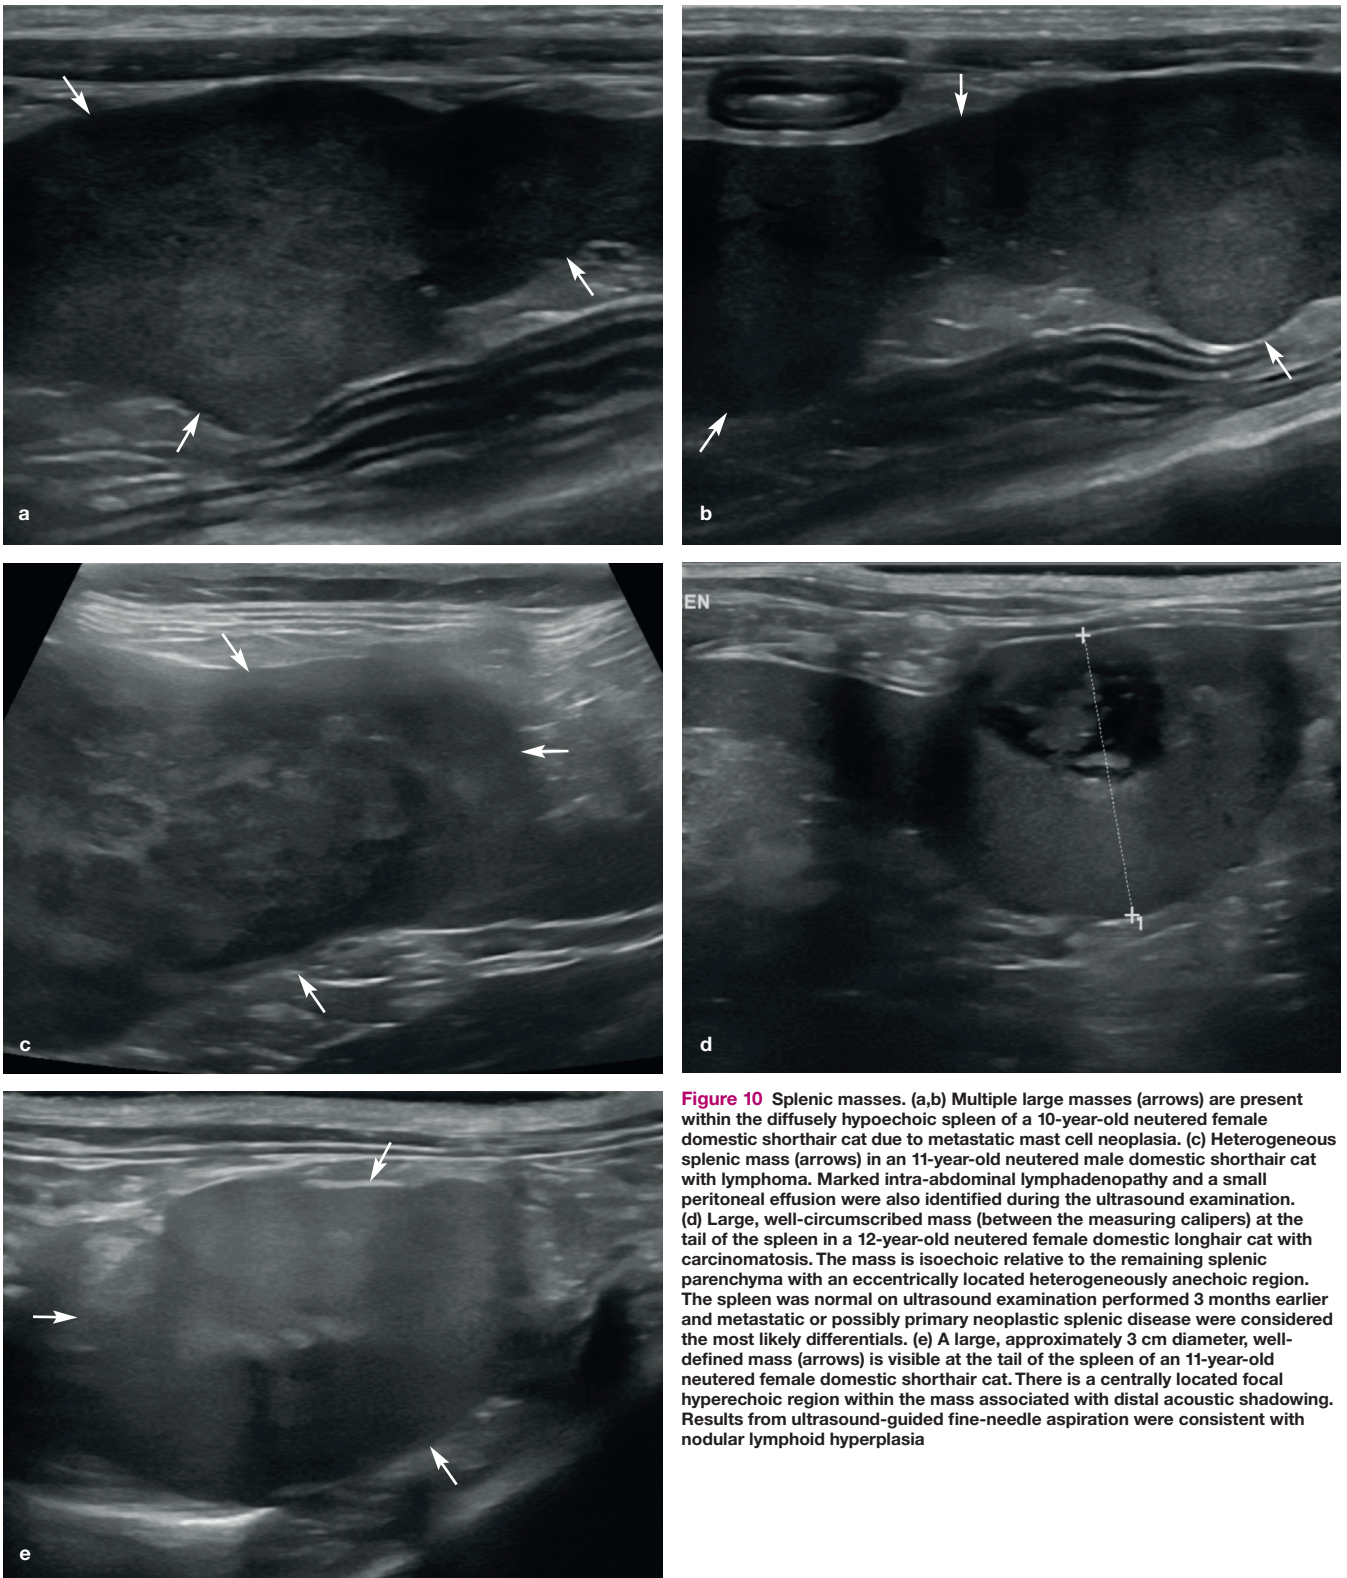 a
b
c
EN
1
d
e
Figure 10 Splenic masses. (a,b) Multiple large masses (arrows) are present
within the diffusely hypoechoic spleen of a 10-year-old neutered female
domestic shorthair cat due to metastatic mast cell neoplasia. (c) Heterogeneous
splenic mass (arrows) in an 11-year-old neutered male domestic shorthair cat
with lymphoma. Marked intra-abdominal lymphadenopathy and a small
peritoneal effusion were also identified during the ultrasound examination.
(d) Large, well-circumscribed mass (between the measuring calipers) at the
tail of the spleen in a 12-year-old neutered female domestic longhair cat with
carcinomatosis. The mass is isoechoic relative to the remaining splenic
parenchyma with an eccentrically located heterogeneously anechoic region.
The spleen was normal on ultrasound examination performed 3 months earlier
and metastatic or possibly primary neoplastic splenic disease were considered
the most likely differentials. (e) A large, approximately 3 cm diameter, well-
defined mass (arrows) is visible at the tail of the spleen of an 11-year-old
neutered female domestic shorthair cat. There is a centrally located focal
hyperechoic region within the mass associated with distal acoustic shadowing.
Results from ultrasound-guided fine-needle aspiration were consistent with
nodular lymphoid hyperplasia